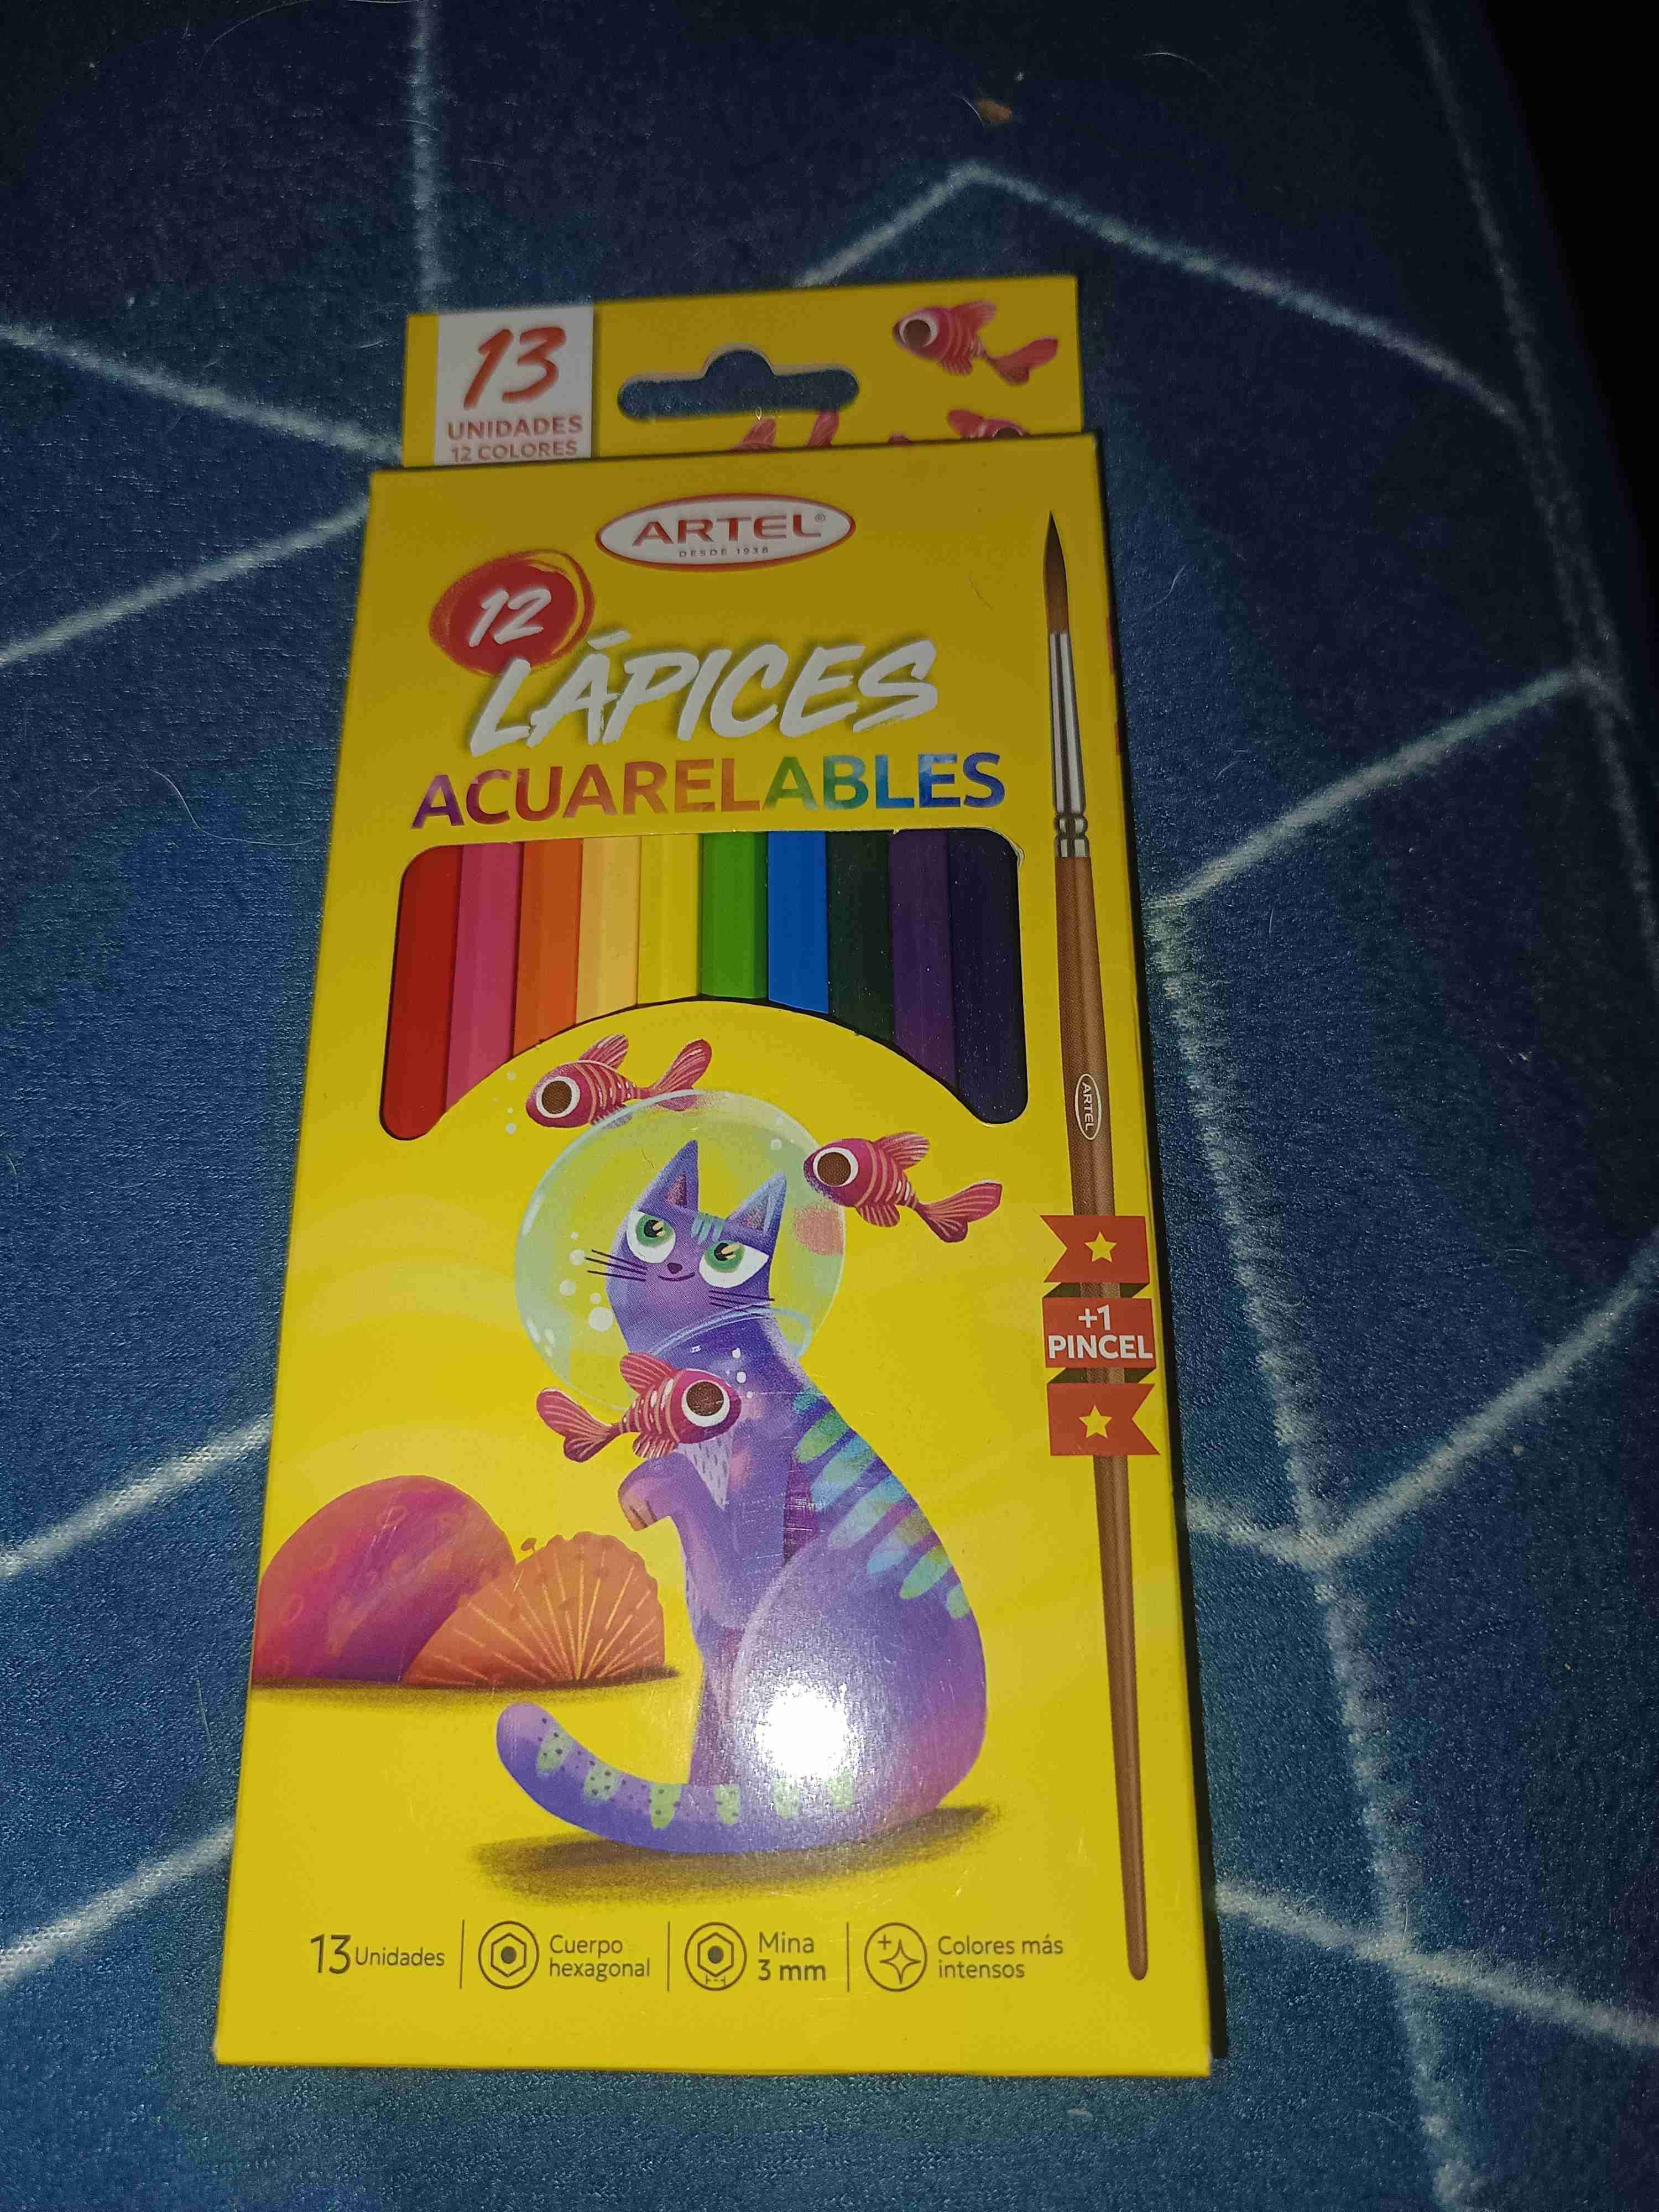 13
UNIDADES
12 COLORES
ARTEL®
DESDE 1938
12
LÁPICES
ACUARELABLES
ARTEL
+1
PINCEL
13 Unidades
Cuerpo
hexagonal
Mina
3 mm
Colores más
intensos